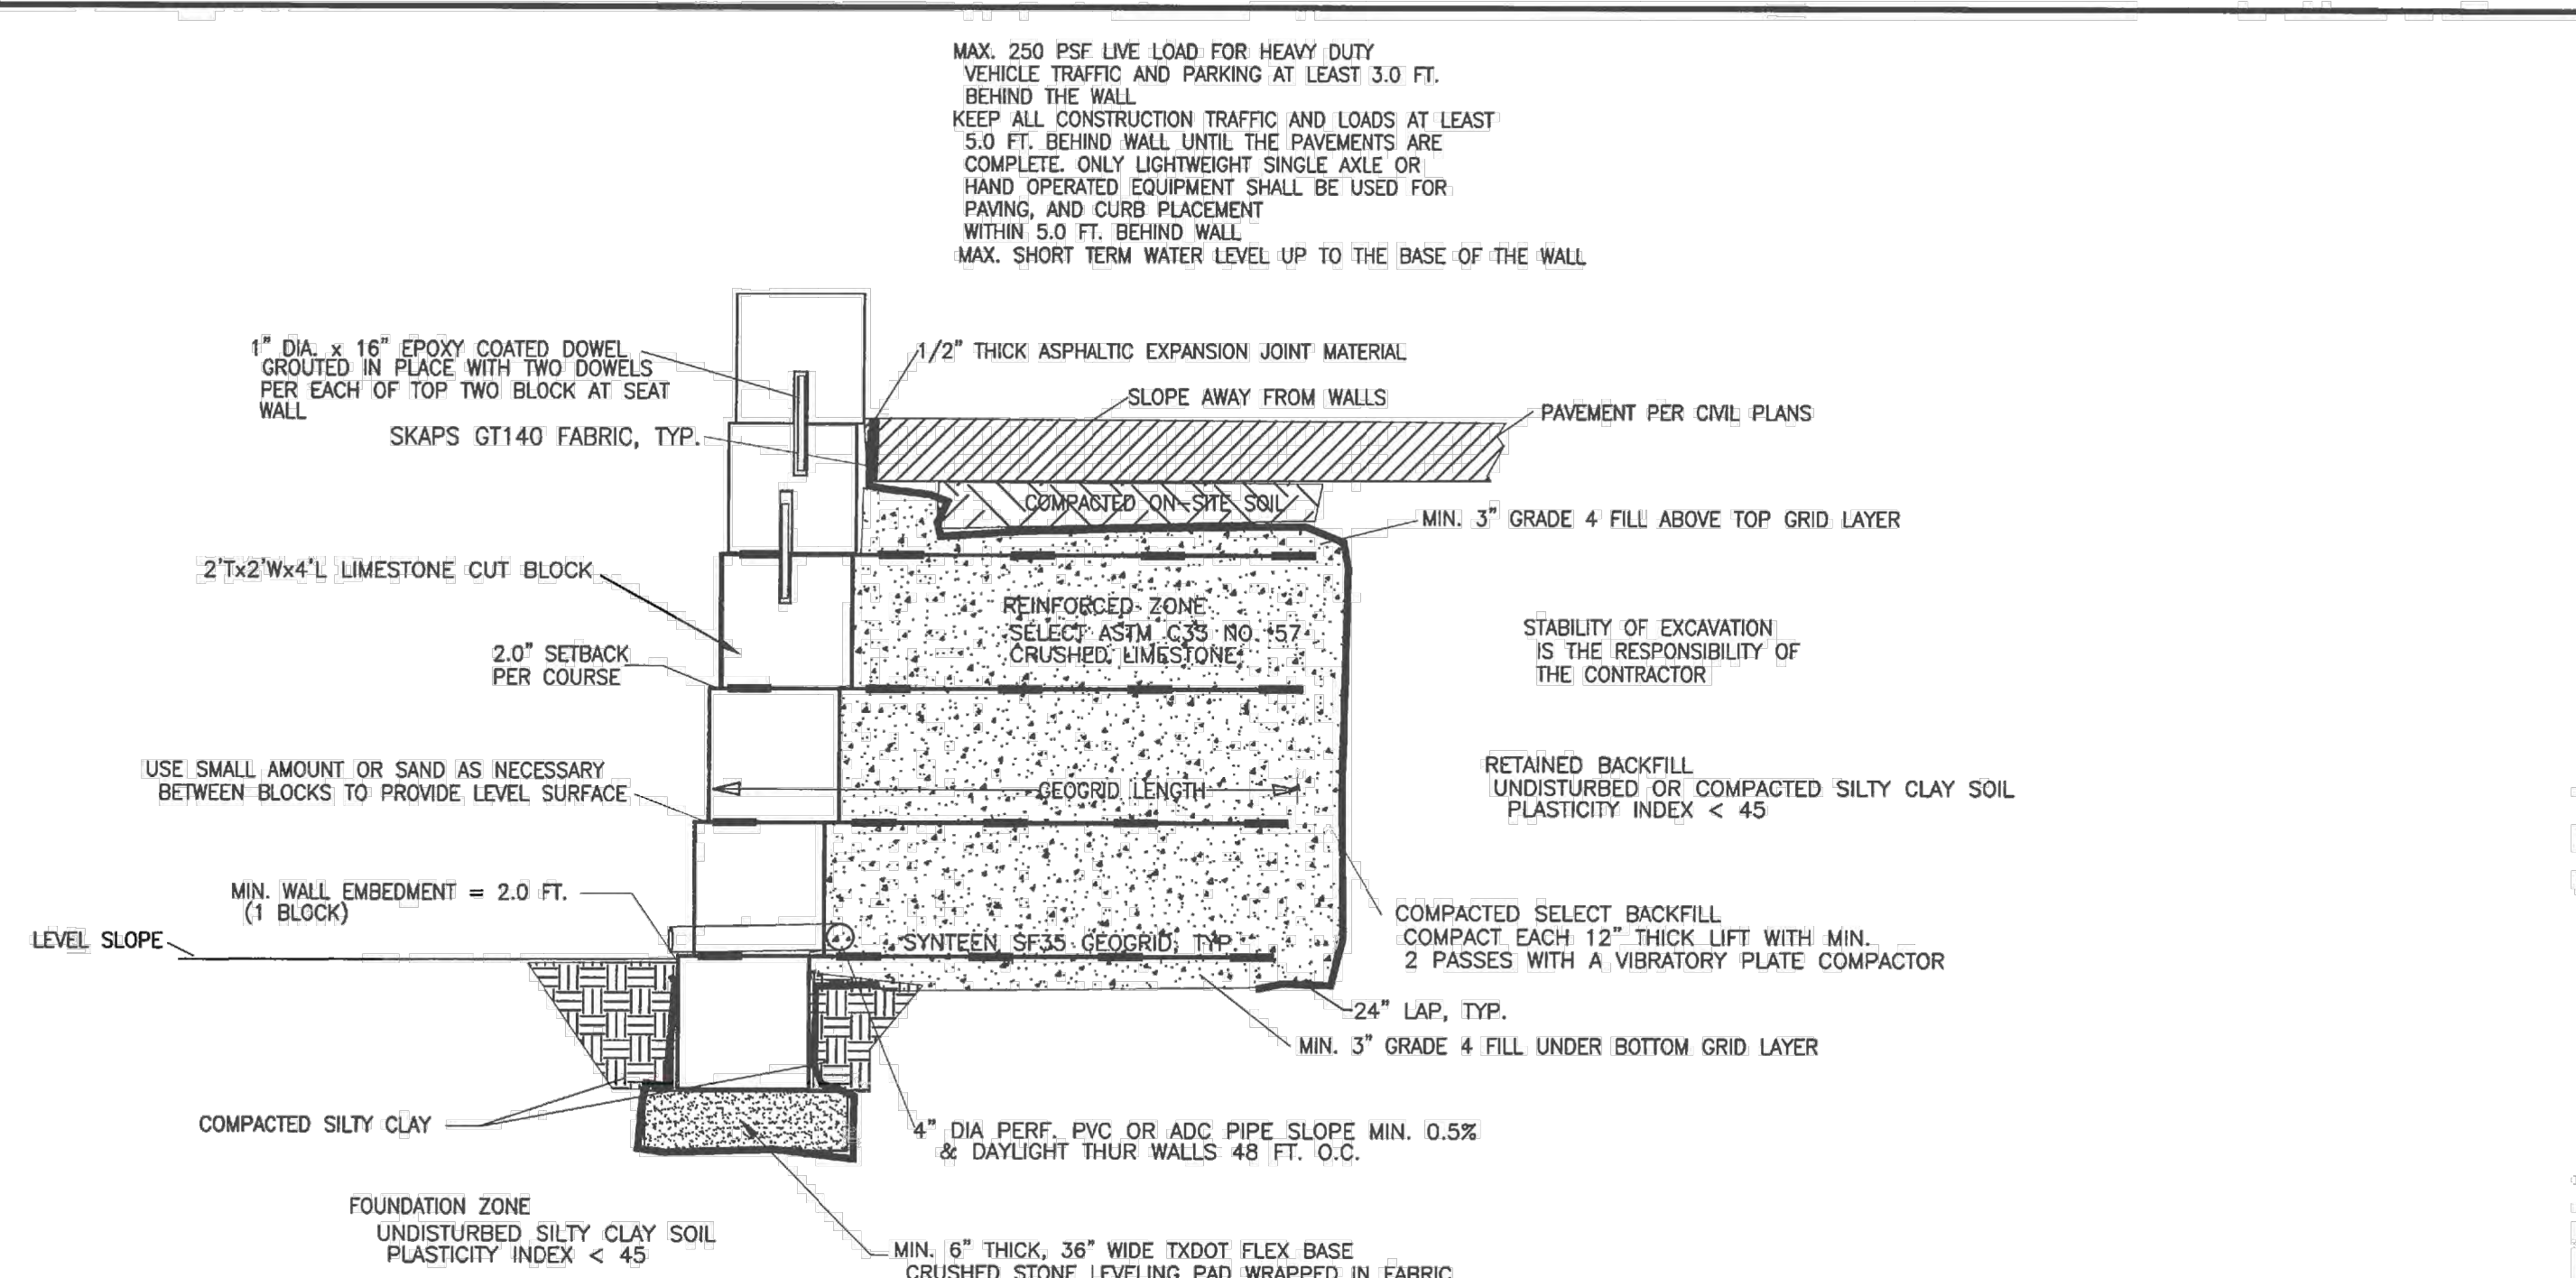 MAX. 250 PSF LIVE LOAD FOR HEAVY DUTY
VEHICLE TRAFFIC AND PARKING AT LEAST 3.0 FT.
BEHIND THE WALL
KEEP ALL CONSTRUCTION TRAFFIC AND LOADS AT LEAST
5.0 FT. BEHIND WALL UNTIL THE PAVEMENTS ARE
COMPLETE. ONLY LIGHTWEIGHT SINGLE AXLE OR
HAND OPERATED EQUIPMENT SHALL BE USED FOR
PAVING, AND CURB PLACEMENT
WITHIN 5.0 FT. BEHIND WALL
MAX. SHORT TERM WATER LEVEL UP TO THE BASE OF THE WALL
1" DIA. x 16" EPOXY COATED DOWEL
GROUTED IN PLACE WITH TWO DOWELS
PER EACH OF TOP TWO BLOCK AT SEAT
WALL
1/2" THICK ASPHALTIC EXPANSION JOINT MATERIAL
SLOPE AWAY FROM WALLS
PAVEMENT PER CIVIL PLANS
SKAPS GT140 FABRIC, TYP.
COMPACTED ON-SITE SOIL
MIN. 3" GRADE 4 FILL ABOVE TOP GRID LAYER
2'Tx2'Wx4'L LIMESTONE CUT BLOCK
REINFORCED ZONE
SELECT ASTM C33 NO. 57
CRUSHED LIMESTONE
STABILITY OF EXCAVATION
IS THE RESPONSIBILITY OF
THE CONTRACTOR
2.0" SETBACK
PER COURSE
USE SMALL AMOUNT OR SAND AS NECESSARY
BETWEEN BLOCKS TO PROVIDE LEVEL SURFACE
GEOGRID LENGTH
RETAINED BACKFILL
UNDISTURBED OR COMPACTED SILTY CLAY SOIL
PLASTICITY INDEX < 45
MIN. WALL EMBEDMENT = 2.0 FT.
(1 BLOCK)
LEVEL SLOPE
SYNTEEN SF35 GEOGRID, TYP.
COMPACTED SELECT BACKFILL
COMPACT EACH 12" THICK LIFT WITH MIN.
2 PASSES WITH A VIBRATORY PLATE COMPACTOR
24" LAP, TYP.
MIN. 3" GRADE 4 FILL UNDER BOTTOM GRID LAYER
COMPACTED SILTY CLAY
4" DIA PERF. PVC OR ADC PIPE SLOPE MIN. 0.5%
& DAYLIGHT THUR WALLS 48 FT. O.C.
FOUNDATION ZONE
UNDISTURBED SILTY CLAY SOIL
PLASTICITY INDEX < 45
MIN. 6" THICK, 36" WIDE TXDOT FLEX BASE
CRUSHED STONE LEVELING PAD WRAPPED IN FABRIC